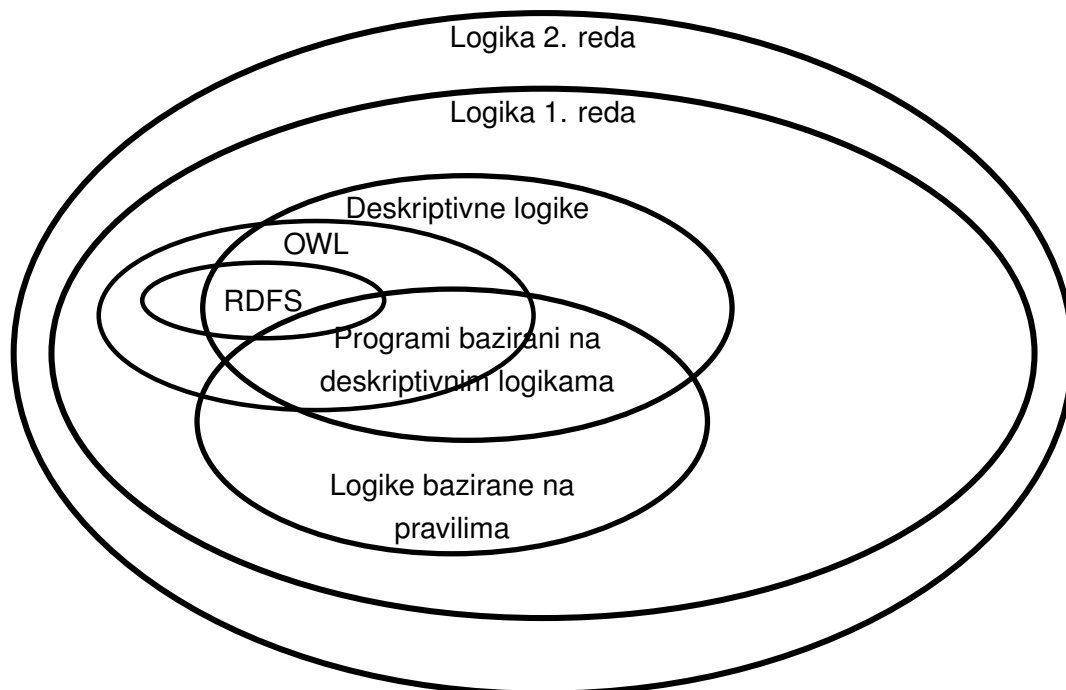 Logika 2. reda
Logika 1. reda
Deskriptivne logike
OWL
RDFS
Programi bazirani na
deskriptivnim logikama
Logike bazirane na
pravilima